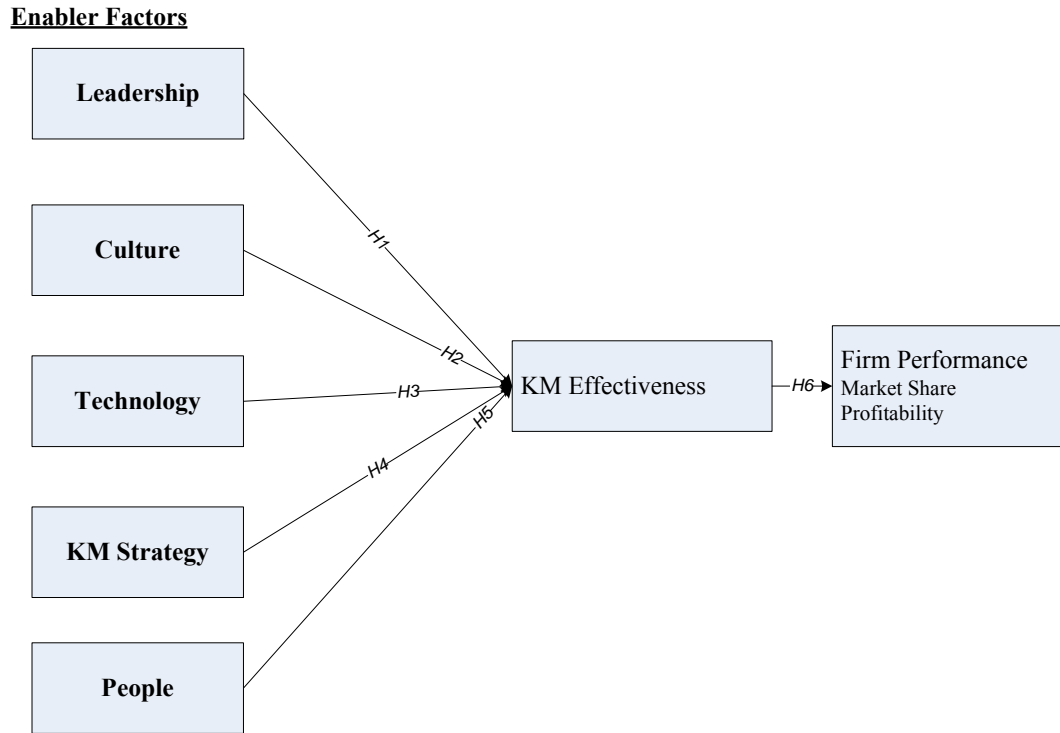 Enabler Factors
Leadership
H1
Culture
H2
Technology
H3
KM Strategy
H4
People
H5
KM Effectiveness
H6
Firm Performance
Market Share
Profitability